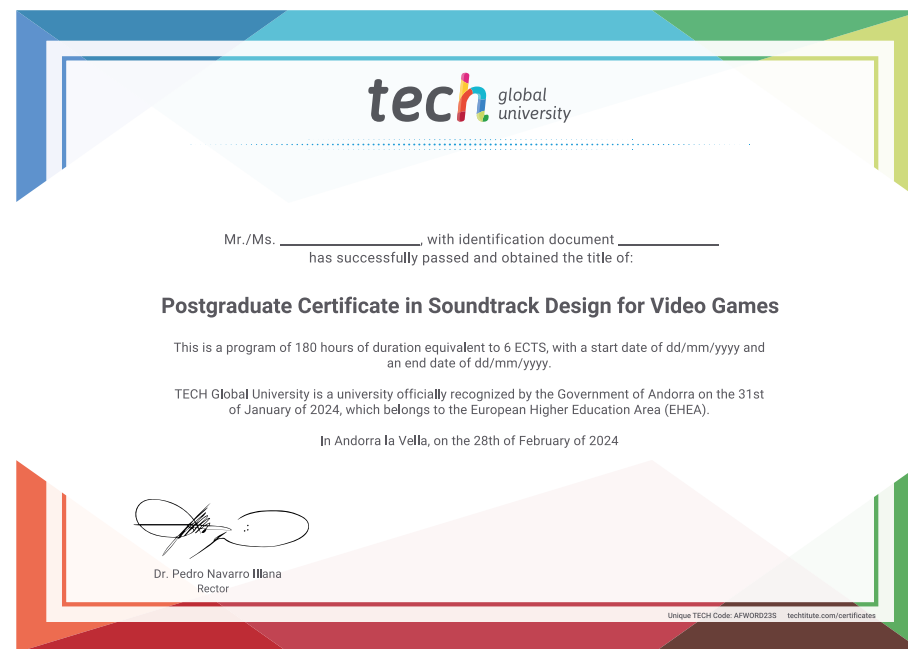 tech global
university
Mr./Ms. ____________, with identification document ____________
has successfully passed and obtained the title of:
Postgraduate Certificate in Soundtrack Design for Video Games
This is a program of 180 hours of duration equivalent to 6 ECTS, with a start date of dd/mm/yyyy and
an end date of dd/mm/yyyy.
TECH Global University is a university officially recognized by the Government of Andorra on the 31st
of January of 2024, which belongs to the European Higher Education Area (EHEA).
In Andorra la Vella, on the 28th of February of 2024
Dr. Pedro Navarro Illana
Rector
Unique TECH Code: AFWORD23S techtitute.com/certificates